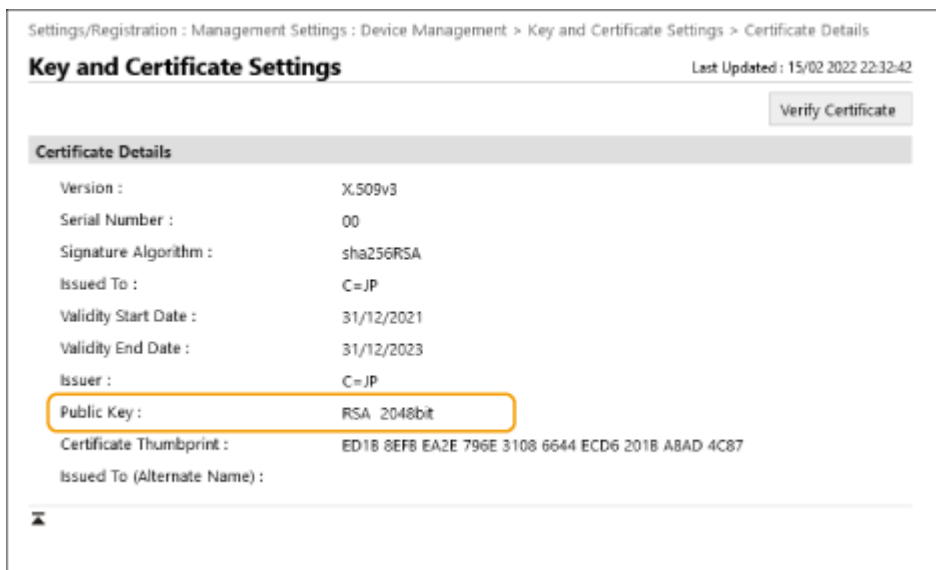 Settings/Registration : Management Settings : Device Management > Key and Certificate Settings > Certificate Details
Key and Certificate Settings
Last Updated : 15/02 2022 22:32:42
Verify Certificate
Certificate Details
Version : X.509v3
Serial Number : 00
Signature Algorithm : sha256RSA
Issued To : C=JP
Validity Start Date : 31/12/2021
Validity End Date : 31/12/2023
Issuer : C=JP
Public Key : RSA 2048bit
Certificate Thumbprint : ED1B 8EFB EA2E 796E 3108 6644 ECD6 201B A8AD 4C87
Issued To (Alternate Name) :